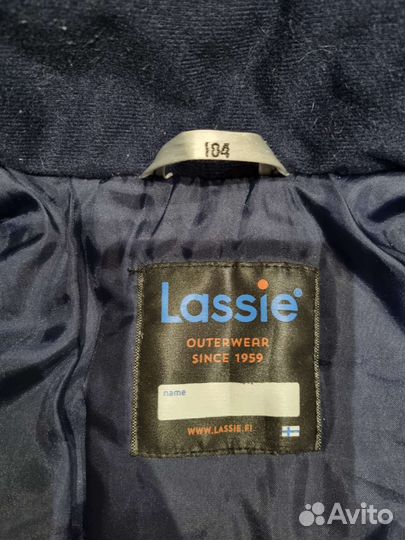 104
Lassie®
OUTERWEAR
SINCE 1959
name
WWW.LASSIE.FI
Avito